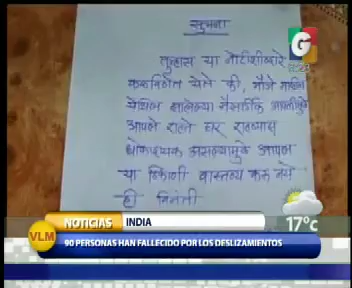 सुचना
तुम्हास या नोटीशीव्दारे
कळविण्यात येते की, मौजे माळिण
येथिल झालेल्या नैसर्गिक आपत्तीमुळे
आपले राहते घर राहण्यास
धोकादायक असल्यामुळे आपण
या ठिकाणी वास्तव्य करू नये
ही विनंती
G
NOTICIAS INDIA
17°C
VLM
90 PERSONAS HAN FALLECIDO POR LOS DESLIZAMIENTOS